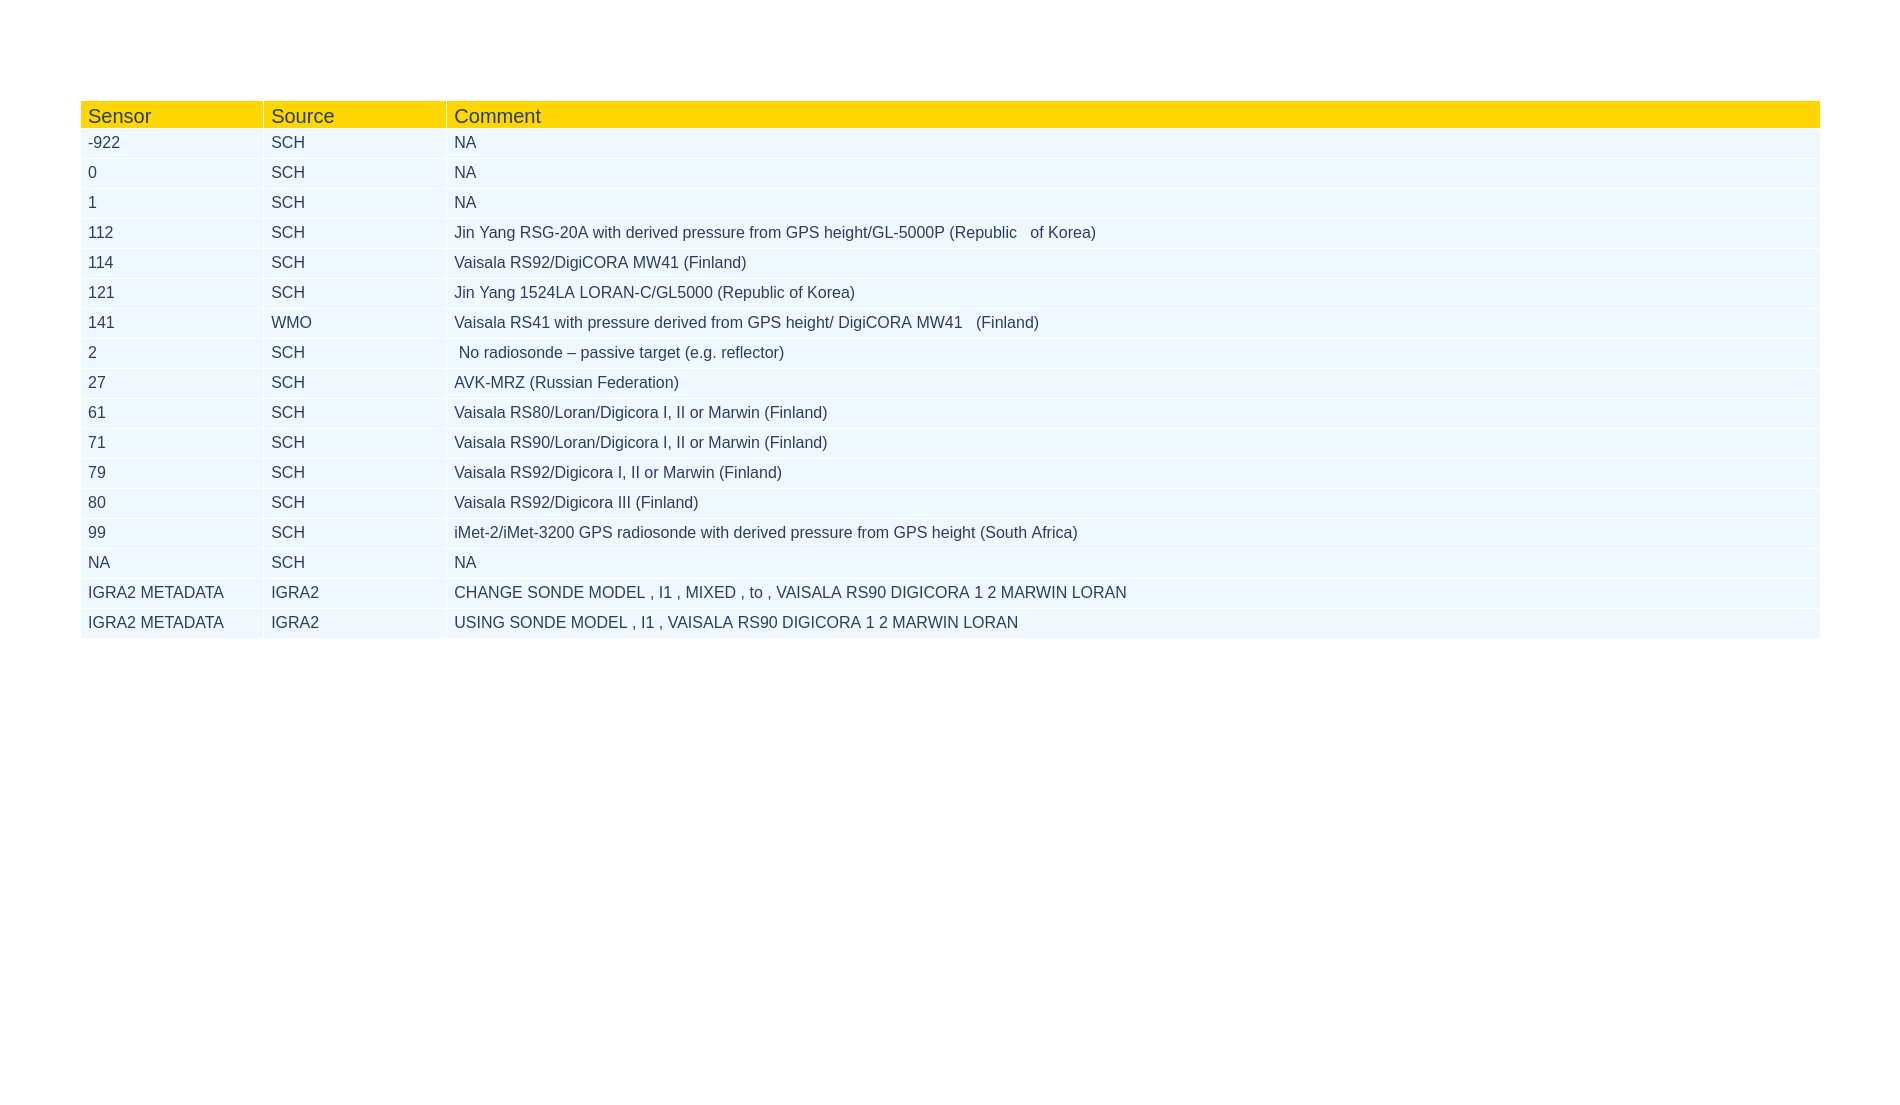 Sensor Source Comment
-922 SCH NA
0 SCH NA
1 SCH NA
112 SCH Jin Yang RSG-20A with derived pressure from GPS height/GL-5000P (Republic   of Korea)
114 SCH Vaisala RS92/DigiCORA MW41 (Finland)
121 SCH Jin Yang 1524LA LORAN-C/GL5000 (Republic of Korea)
141 WMO Vaisala RS41 with pressure derived from GPS height/ DigiCORA MW41   (Finland)
2 SCH No radiosonde – passive target (e.g. reflector)
27 SCH AVK-MRZ (Russian Federation)
61 SCH Vaisala RS80/Loran/Digicora I, II or Marwin (Finland)
71 SCH Vaisala RS90/Loran/Digicora I, II or Marwin (Finland)
79 SCH Vaisala RS92/Digicora I, II or Marwin (Finland)
80 SCH Vaisala RS92/Digicora III (Finland)
99 SCH iMet-2/iMet-3200 GPS radiosonde with derived pressure from GPS height (South Africa)
NA SCH NA
IGRA2 METADATA IGRA2 CHANGE SONDE MODEL , I1 , MIXED , to , VAISALA RS90 DIGICORA 1 2 MARWIN LORAN
IGRA2 METADATA IGRA2 USING SONDE MODEL , I1 , VAISALA RS90 DIGICORA 1 2 MARWIN LORAN